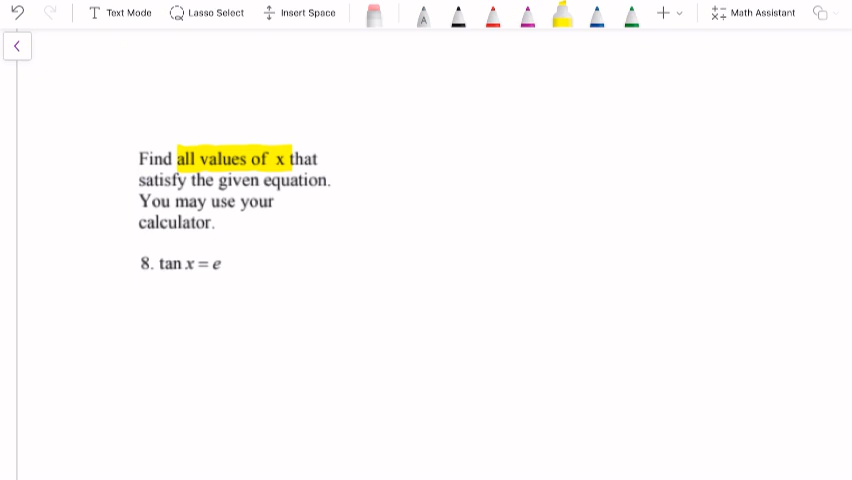 Text Mode Lasso Select Insert Space A Math Assistant
Find all values of x that
satisfy the given equation.
You may use your
calculator.
8. tan x = e